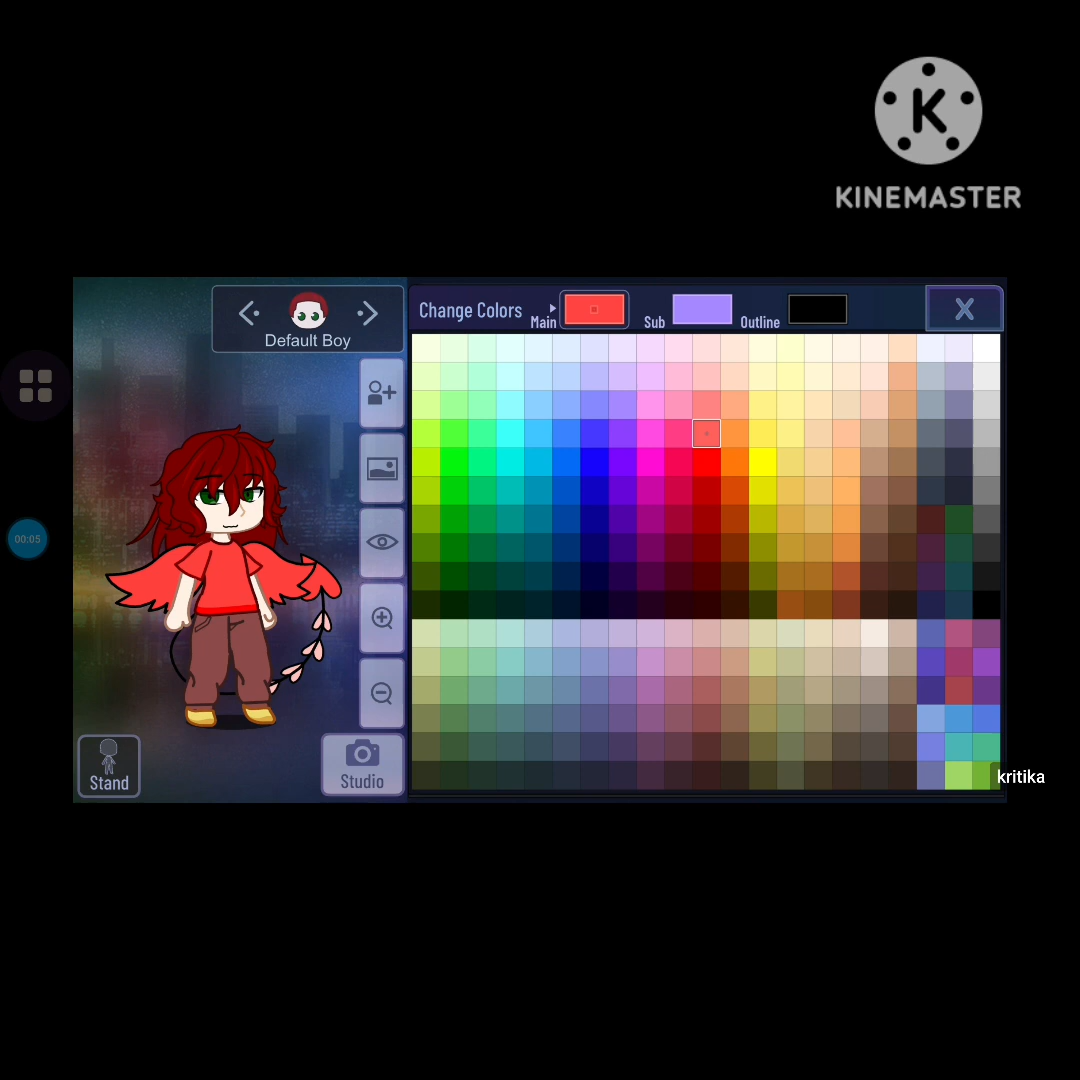 K
KINEMASTER
Default Boy
Change Colors
Main
Sub
Outline
X
00:05
Stand
Studio
kritika